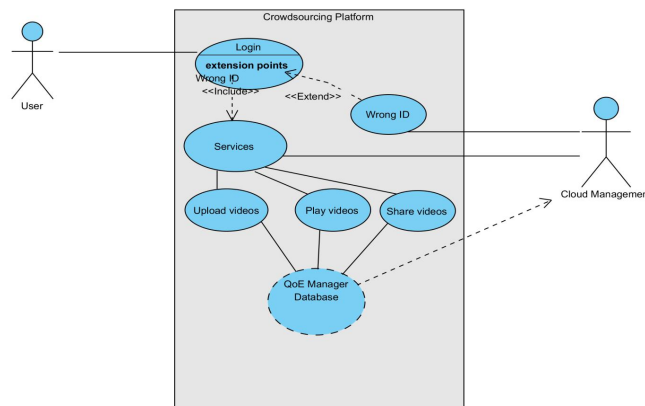 Crowdsourcing Platform
Login
extension points
Wrong ID
<<Include>>
<<Extend>>
Wrong ID
User
Services
Cloud Managemen
Upload videos
Play videos
Share videos
QoE Manager
Database